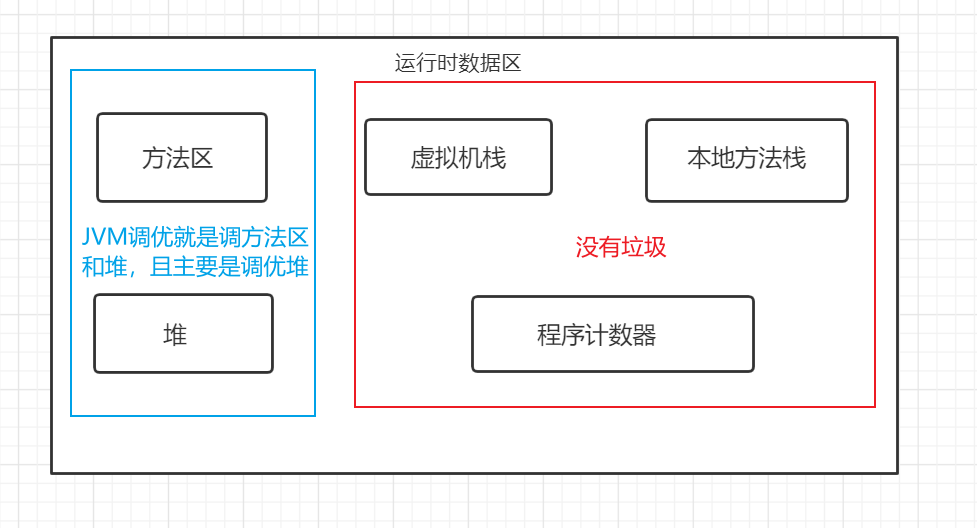 运行时数据区
方法区
JVM调优就是调方法区
和堆，且主要是调优堆
堆
虚拟机栈
本地方法栈
没有垃圾
程序计数器